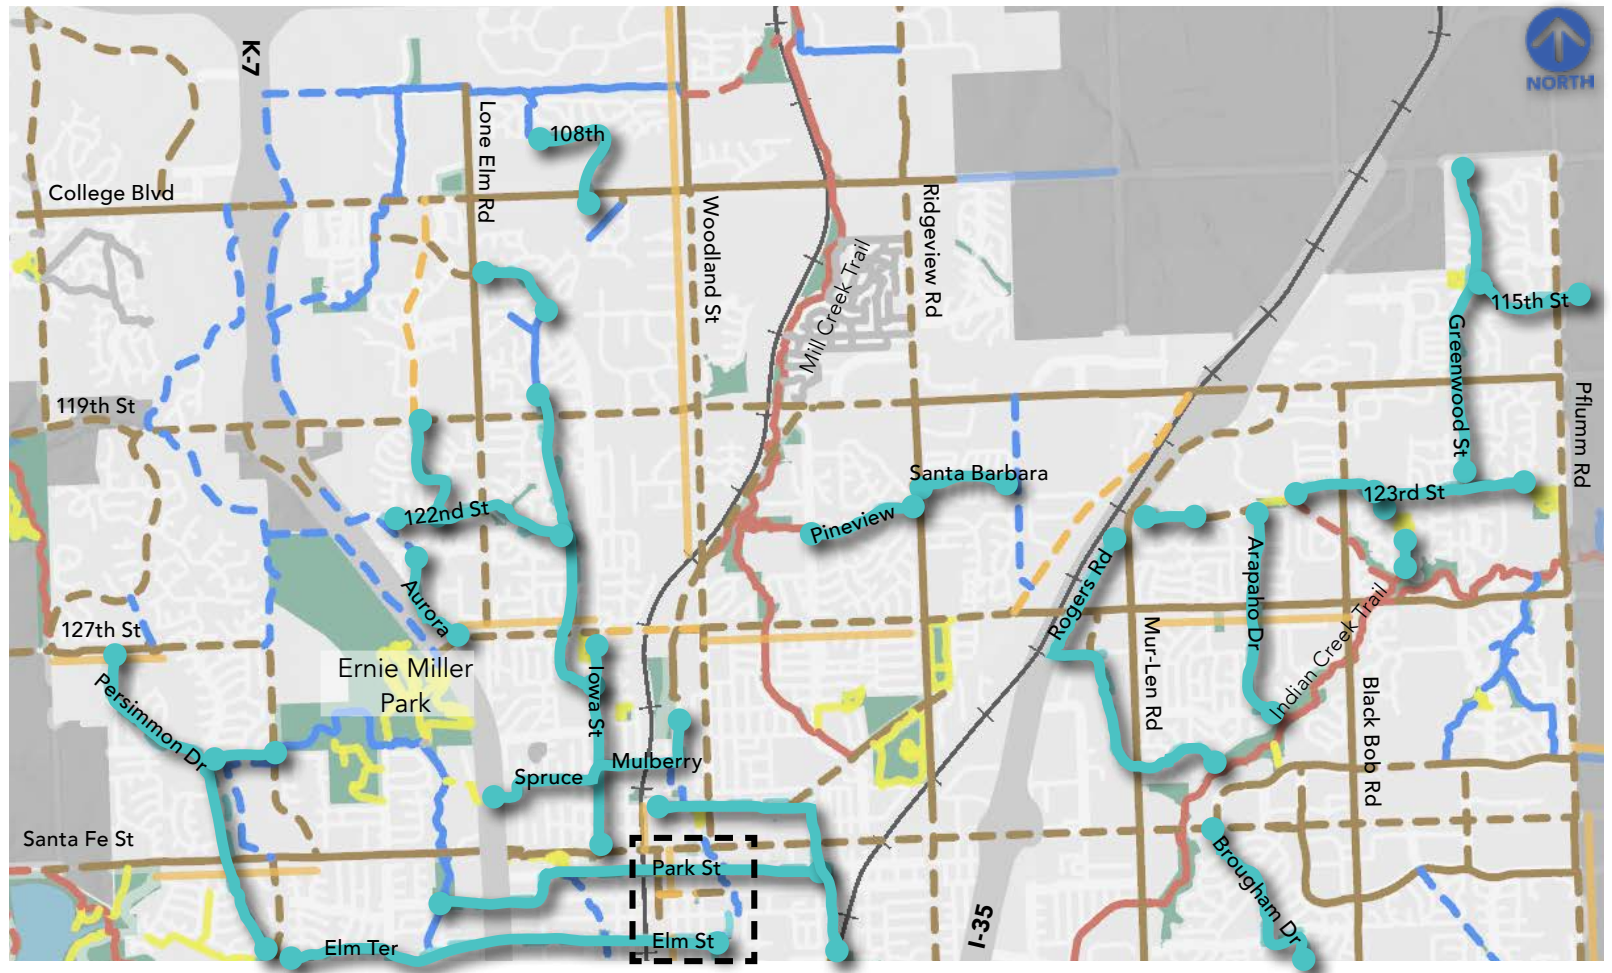 K-7
NORTH
Lone Elm Rd
108th
College Blvd
Woodland St
Ridgeview Rd
Mill Creek Trail
115th St
Greenwood St
119th St
Pflumm Rd
Santa Barbara
123rd St
122nd St
Pineview
Arapaho Dr
Rogers Rd
Aurora
127th St
Mur-Len Rd
Indian Creek Trail
Ernie Miller
Park
Iowa St
Black Bob Rd
Persimmon Dr
Mulberry
Spruce
Santa Fe St
Park St
Brougham Dr
I-35
Elm St
Elm Ter